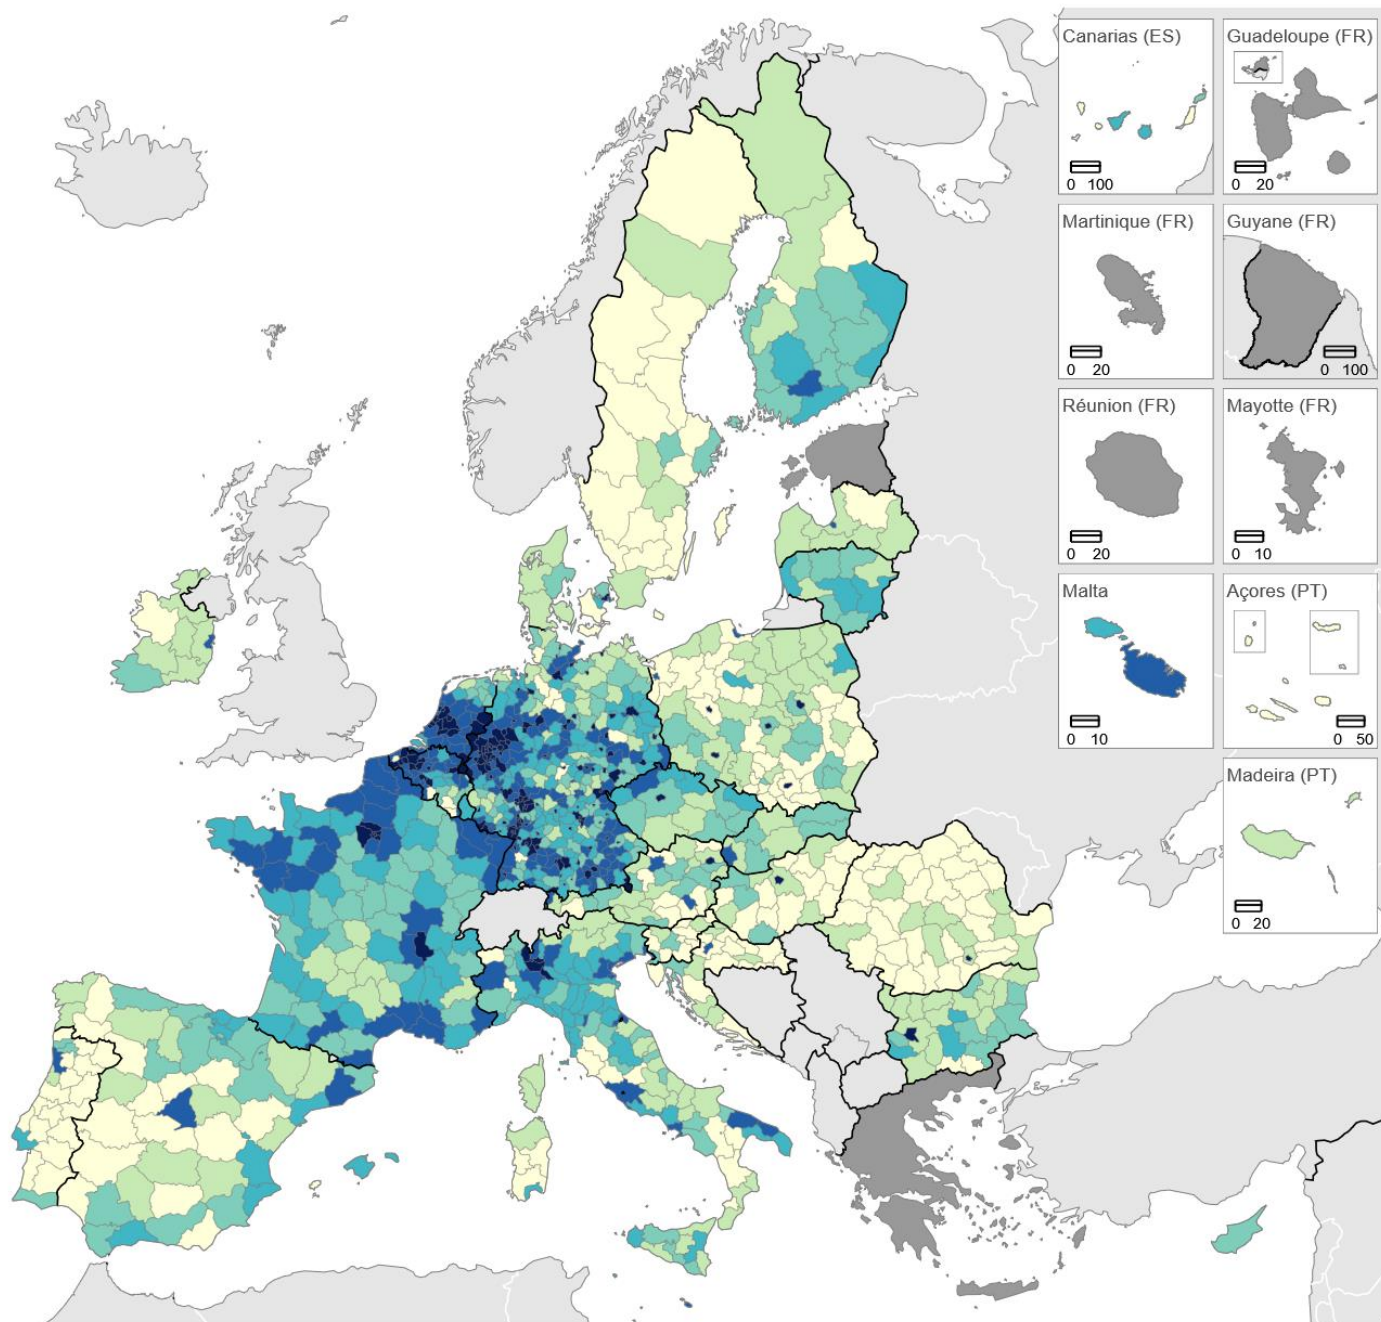 Canarias (ES)
0 100
Guadeloupe (FR)
0 20
Martinique (FR)
0 20
Guyane (FR)
0 100
Réunion (FR)
0 20
Mayotte (FR)
0 10
Malta
0 10
Açores (PT)
0 50
Madeira (PT)
0 20